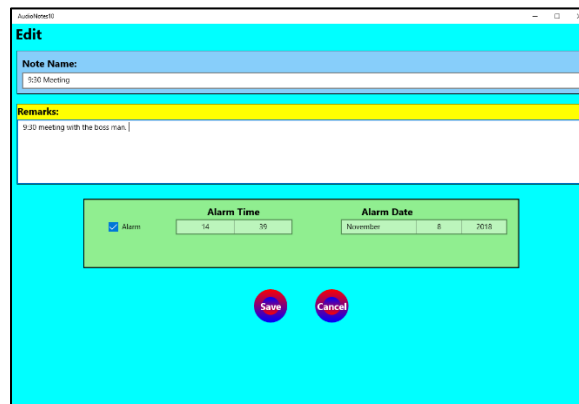 AudioNotes10
Edit
Note Name:
9:30 Meeting
Remarks:
9:30 meeting with the boss man.
Alarm Time Alarm Date
Alarm 14 39 November 8 2018
Save Cancel